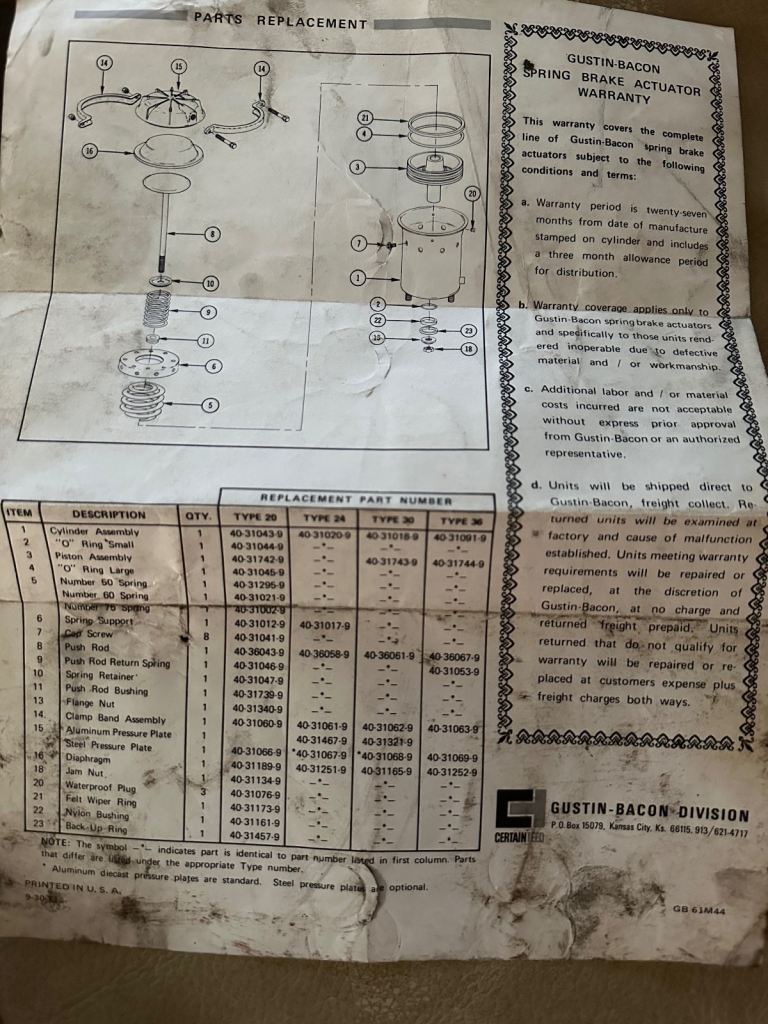 PARTS REPLACEMENT
14
15
14
16
8
10
9
11
6
5
21
4
3
20
7
1
2
22
23
15
18
GUSTIN-BACON
SPRING BRAKE ACTUATOR
WARRANTY
This warranty covers the complete
line of Gustin-Bacon spring brake
actuators subject to the following
conditions and terms:
a. Warranty period is twenty-seven
months from date of manufacture
stamped on cylinder and includes
a three month allowance period
for distribution.
b. Warranty coverage applies only to
Gustin-Bacon spring brake actuators
and specifically to those units rend-
ered inoperable due to defective
material and / or workmanship.
c. Additional labor and / or material
costs incurred are not acceptable
without express prior approval
from Gustin-Bacon or an authorized
representative.
d. Units will be shipped direct to
Gustin-Bacon, freight collect. Re-
turned units will be examined at
factory and cause of malfunction
established. Units meeting warranty
requirements will be repaired or
replaced, at the discretion of
Gustin-Bacon, at no charge and
returned freight prepaid. Units
returned that do not qualify for
warranty will be repaired or re-
placed at customers expense plus
freight charges both ways.
REPLACEMENT PART NUMBER
ITEM DESCRIPTION QTY. TYPE 20 TYPE 24 TYPE 30 TYPE 36
1 Cylinder Assembly 1 40-31043-9 40-31020-9 40-31018-9 40-31091-9
2 "O" Ring Small 1 40-31044-9 –*– –*– –*–
3 Piston Assembly 1 40-31742-9 –*– 40-31743-9 40-31744-9
4 "O" Ring Large 1 40-31045-9 –*– –*– –*–
5 Number 50 Spring 1 40-31295-9 –*– –*– –*–
Number 60 Spring 1 40-31021-9 –*– –*– –*–
Number 75 Spring 1 40-31002-9 –*– –*– –*–
6 Spring Support 1 40-31012-9 40-31017-9 –*– –*–
7 Cap Screw 8 40-31041-9 –*– –*– –*–
8 Push Rod 1 40-36043-9 40-36058-9 40-36061-9 40-36067-9
9 Push Rod Return Spring 1 40-31046-9 –*– –*– 40-31053-9
10 Spring Retainer 1 40-31047-9 –*– –*– –*–
11 Push Rod Bushing 1 40-31739-9 –*– –*– –*–
13 Flange Nut 1 40-31340-9 –*– –*– –*–
14 Clamp Band Assembly 1 40-31060-9 40-31061-9 40-31062-9 40-31063-9
15 Aluminum Pressure Plate 1 40-31467-9 40-31321-9
Steel Pressure Plate 1 40-31066-9 *40-31067-9 *40-31068-9 40-31069-9
16 Diaphragm 1 40-31189-9 40-31251-9 40-31165-9 40-31252-9
18 Jam Nut 1 40-31134-9 –*– –*– –*–
20 Waterproof Plug 3 40-31076-9 –*– –*– –*–
21 Felt Wiper Ring 1 40-31173-9 –*– –*– –*–
22 Nylon Bushing 1 40-31161-9 –*– –*– –*–
23 Back-Up Ring 1 40-31457-9 –*– –*– –*–
NOTE: The symbol –*– indicates part is identical to part number listed in first column. Parts
that differ are listed under the appropriate Type number.
* Aluminum diecast pressure plates are standard. Steel pressure plates are optional.
PRINTED IN U. S. A.
CERTAINTEED
GUSTIN-BACON DIVISION
P.O. Box 15079, Kansas City, Ks. 66115. 913/621-4717
GB 61M44